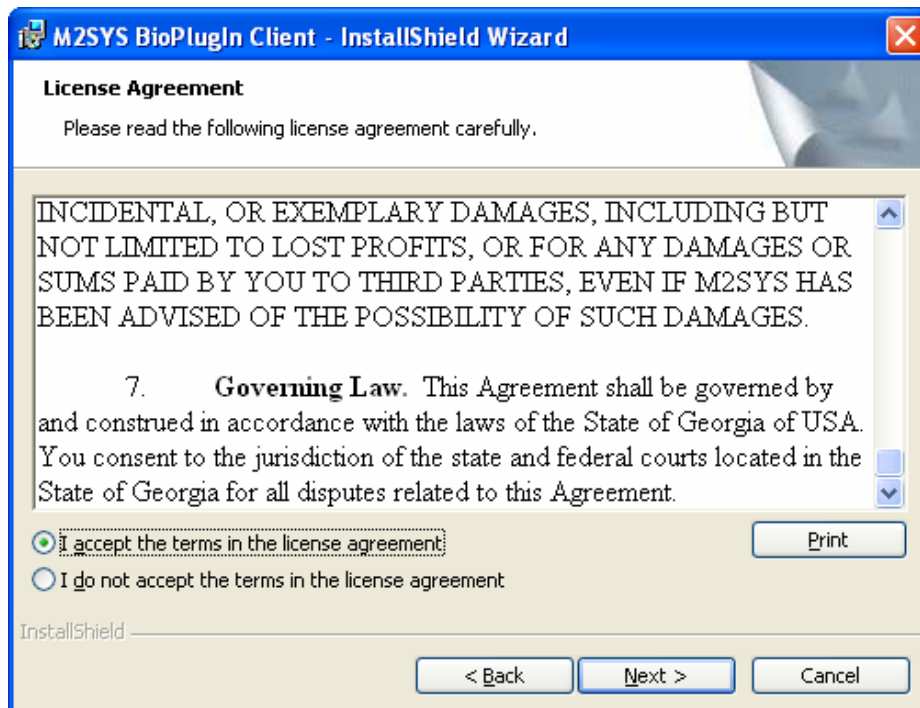 M2SYS BioPlugIn Client - InstallShield Wizard
License Agreement
Please read the following license agreement carefully.
INCIDENTAL, OR EXEMPLARY DAMAGES, INCLUDING BUT
NOT LIMITED TO LOST PROFITS, OR FOR ANY DAMAGES OR
SUMS PAID BY YOU TO THIRD PARTIES, EVEN IF M2SYS HAS
BEEN ADVISED OF THE POSSIBILITY OF SUCH DAMAGES.
7. Governing Law. This Agreement shall be governed by
and construed in accordance with the laws of the State of Georgia of USA.
You consent to the jurisdiction of the state and federal courts located in the
State of Georgia for all disputes related to this Agreement.
I accept the terms in the license agreement
Print
I do not accept the terms in the license agreement
InstallShield
< Back
Next >
Cancel